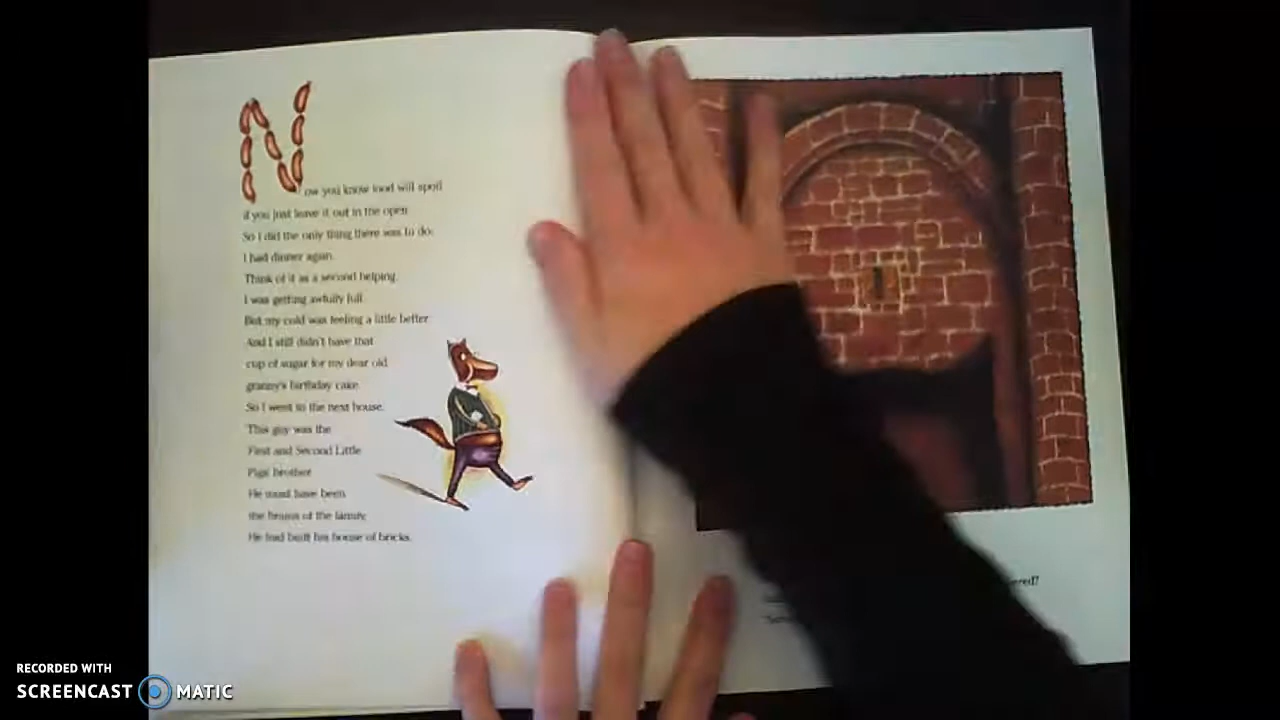 Now you know food will spoil
if you just leave it out in the open.
So I did the only thing there was to do.
I had dinner again.
Think of it as a second helping.
I was getting awfully full.
But my cold was feeling a little better.
And I still didn't have that
cup of sugar for my dear old
granny's birthday cake.
So I went to the next house.
This guy was the
First and Second Little
Pigs' brother.
He must have been
the brains of the family.
He had built his house of bricks.
RECORDED WITH
SCREENCAST MATIC